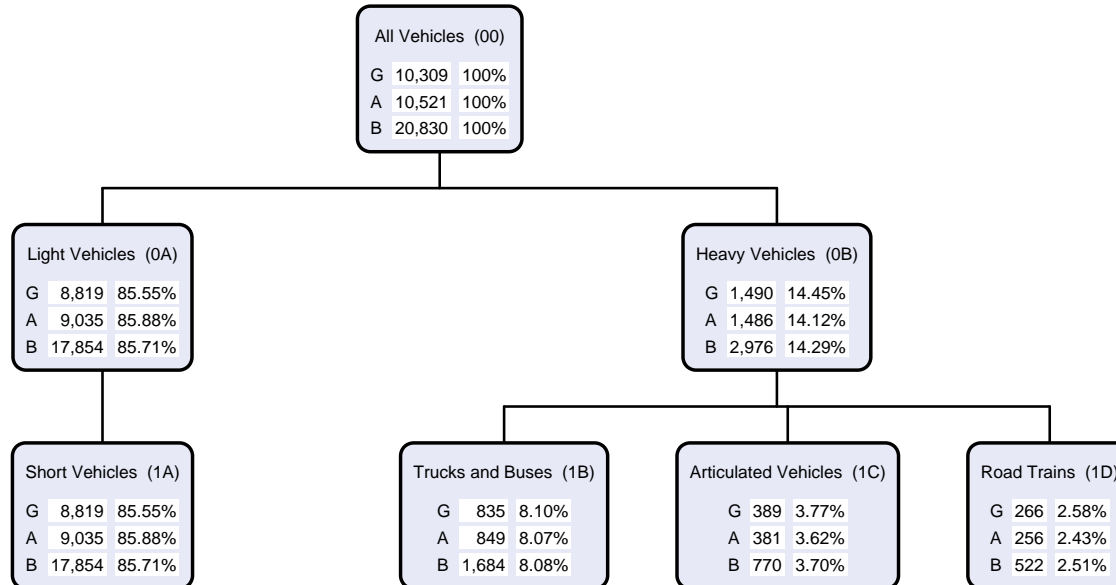 All Vehicles (00)
G 10,309 100%
A 10,521 100%
B 20,830 100%
Light Vehicles (0A)
G 8,819 85.55%
A 9,035 85.88%
B 17,854 85.71%
Heavy Vehicles (0B)
G 1,490 14.45%
A 1,486 14.12%
B 2,976 14.29%
Short Vehicles (1A)
G 8,819 85.55%
A 9,035 85.88%
B 17,854 85.71%
Trucks and Buses (1B)
G 835 8.10%
A 849 8.07%
B 1,684 8.08%
Articulated Vehicles (1C)
G 389 3.77%
A 381 3.62%
B 770 3.70%
Road Trains (1D)
G 266 2.58%
A 256 2.43%
B 522 2.51%